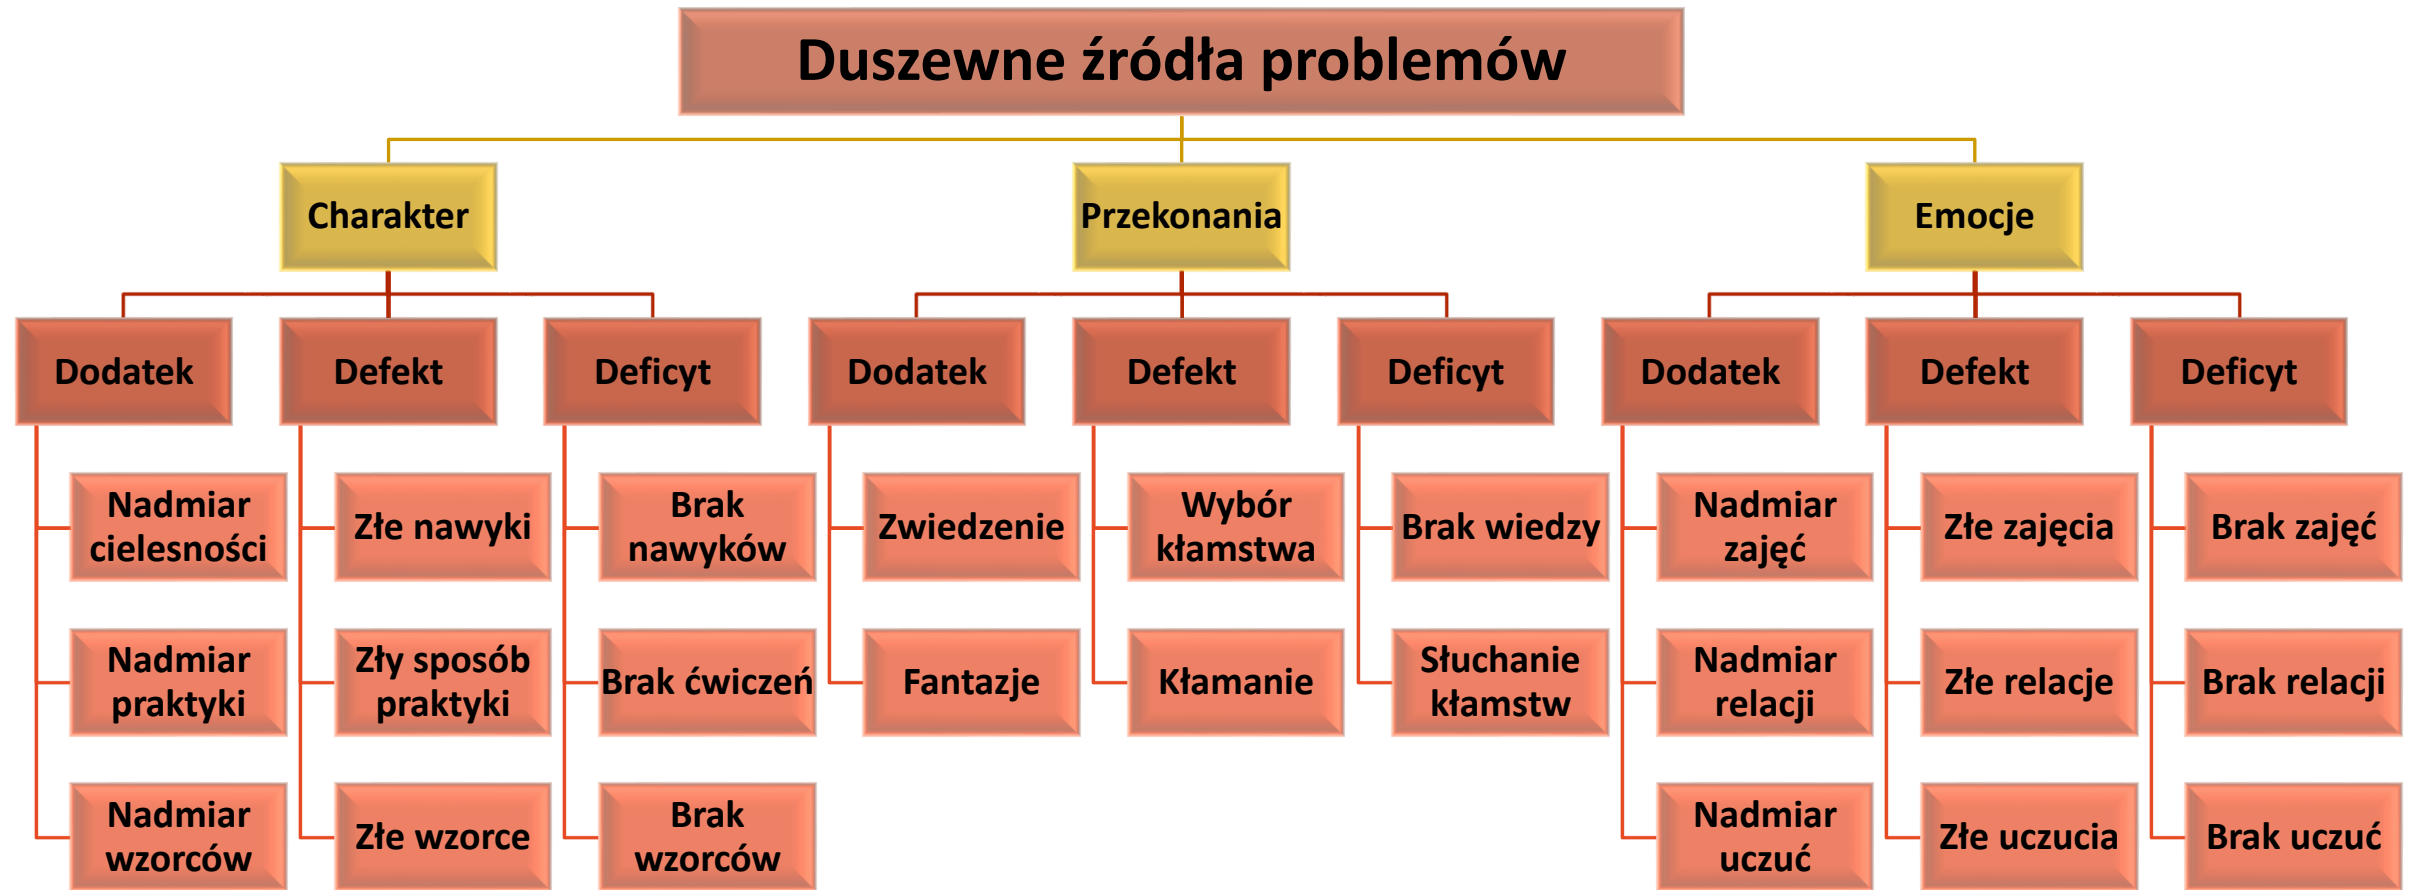 Duszewne źródła problemów
Charakter
Przekonania
Emocje
Dodatek
Defekt
Deficyt
Dodatek
Defekt
Deficyt
Dodatek
Defekt
Deficyt
Nadmiar
cielesności
Złe nawyki
Brak
nawyków
Zwiedzenie
Wybór
kłamstwa
Brak wiedzy
Nadmiar
zajęć
Złe zajęcia
Brak zajęć
Nadmiar
praktyki
Zły sposób
praktyki
Brak ćwiczeń
Fantazje
Kłamanie
Słuchanie
kłamstw
Nadmiar
relacji
Złe relacje
Brak relacji
Nadmiar
wzorców
Złe wzorce
Brak
wzorców
Nadmiar
uczuć
Złe uczucia
Brak uczuć